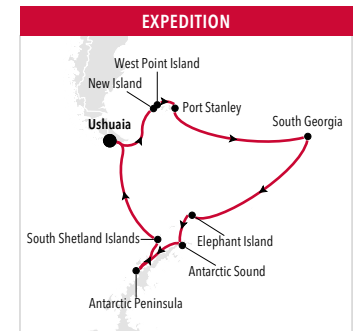 EXPEDITION
West Point Island
New Island
Port Stanley
Ushuaia
South Georgia
South Shetland Islands
Elephant Island
Antarctic Sound
Antarctic Peninsula